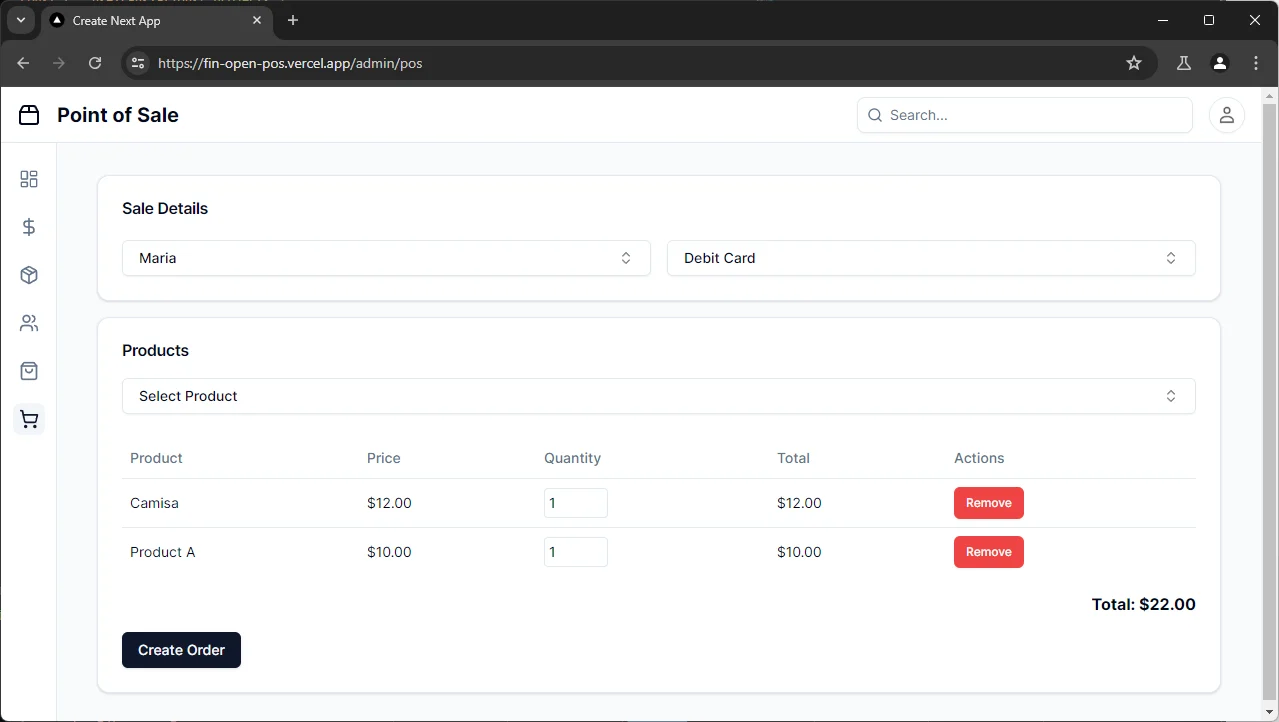 Create Next App
https://fin-open-pos.vercel.app/admin/pos
Point of Sale
Search...
Sale Details
Maria
Debit Card
Products
Select Product
Product Price Quantity Total Actions
Camisa $12.00 1 $12.00 Remove
Product A $10.00 1 $10.00 Remove
Total: $22.00
Create Order